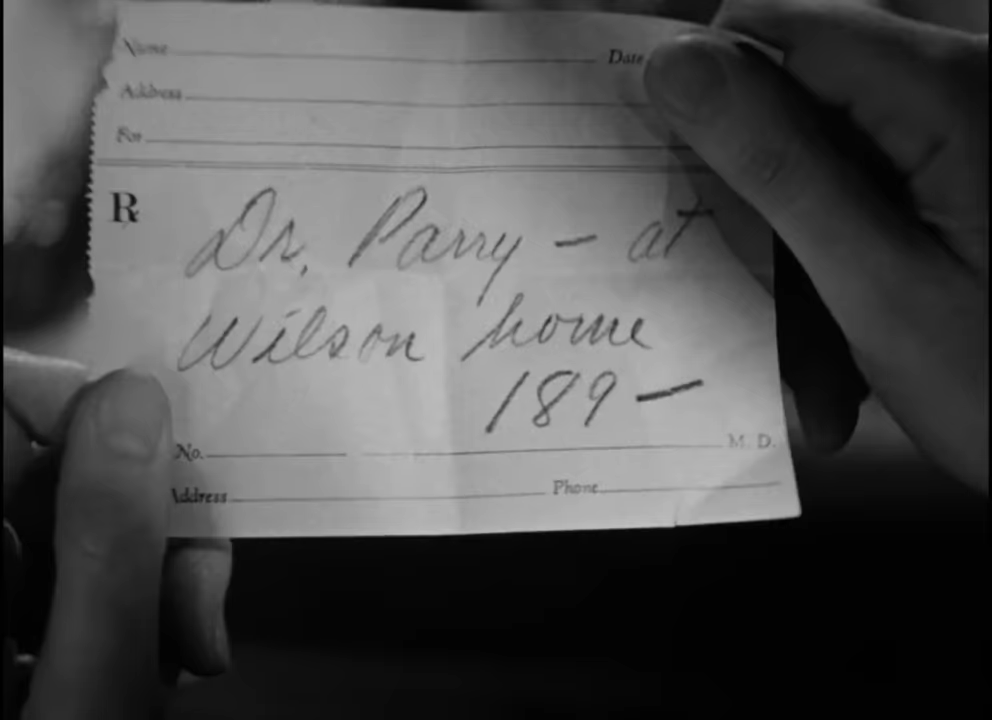 Name Date
Address
For
R
Dr. Parry – at
Wilson home
189 –
No. M. D.
Address Phone